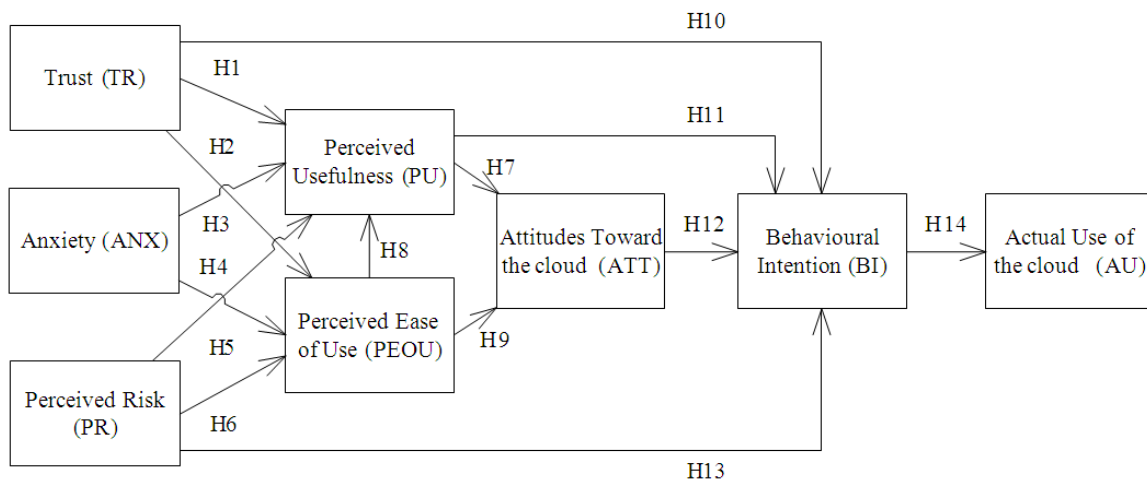 H10
Trust (TR)
H1
H11
H2
Perceived
Usefulness (PU)
H7
Anxiety (ANX)
H3
H8
H12
H14
Attitudes Toward
the cloud (ATT)
Behavioural
Intention (BI)
Actual Use of
the cloud (AU)
H4
Perceived Ease
of Use (PEOU)
H5
H9
Perceived Risk
(PR)
H6
H13